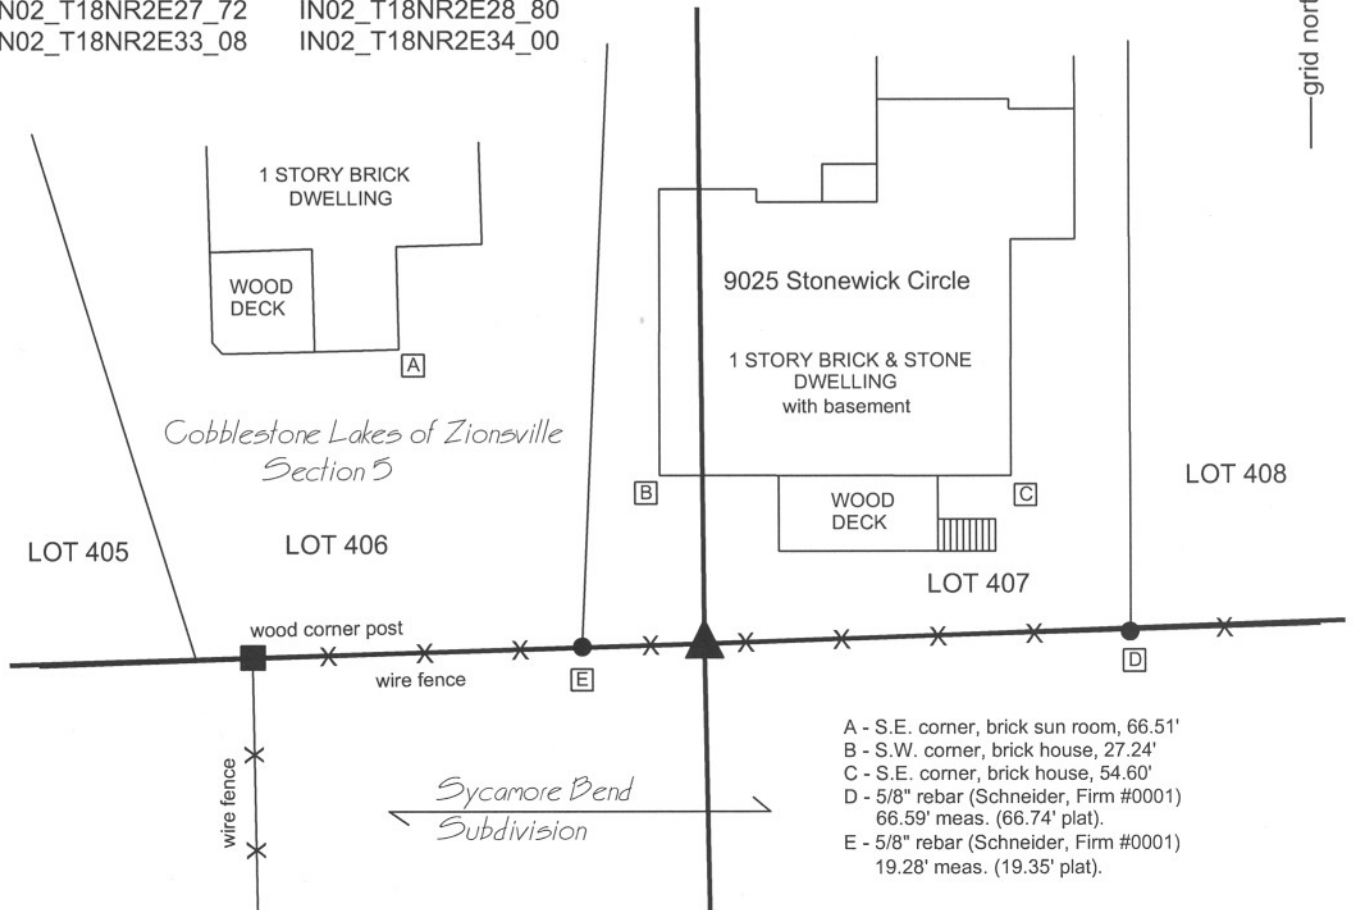 IN02_T18NR2E28_80
IN02_T18NR2E34_00
grid
1 STORY BRICK
DWELLING
WOOD
DECK
A
9025 Stonewick Circle
1 STORY BRICK & STONE
DWELLING
with basement
Cobblestone Lakes of Zionsville
Section 5
B
C
WOOD
DECK
LOT 408
LOT 405
LOT 406
LOT 407
wood corner post
wire fence
E
D
wire fence
Sycamore Bend
Subdivision
A - S.E. corner, brick sun room, 66.51'
B - S.W. corner, brick house, 27.24'
C - S.E. corner, brick house, 54.60'
D - 5/8" rebar (Schneider, Firm #0001)
66.59' meas. (66.74' plat).
E - 5/8" rebar (Schneider, Firm #0001)
19.28' meas. (19.35' plat).